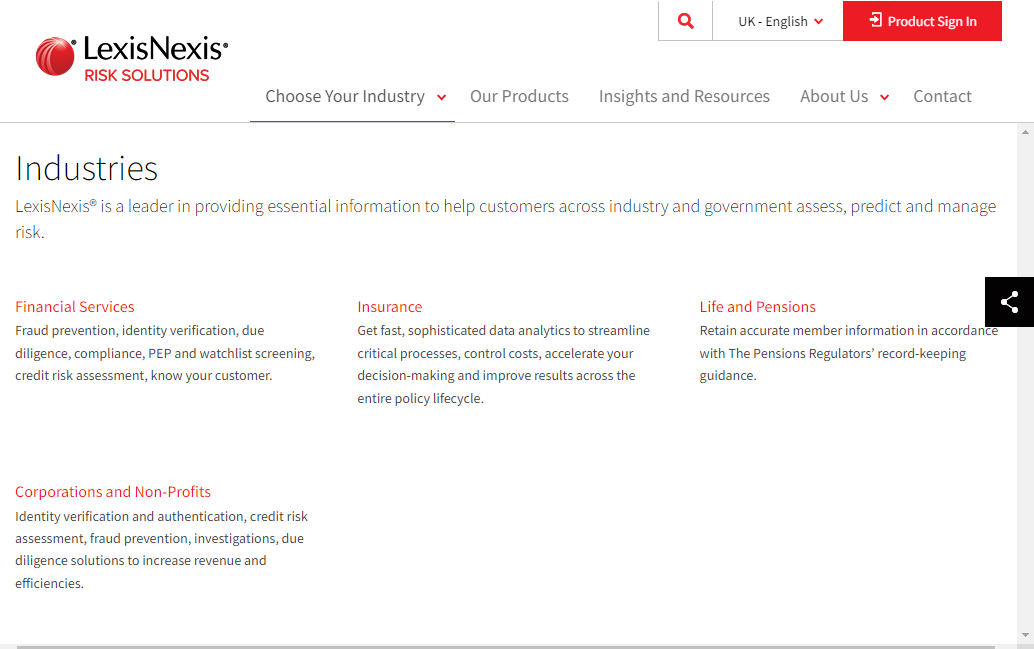 UK - English
Product Sign In
LexisNexis®
RISK SOLUTIONS
Choose Your Industry
Our Products
Insights and Resources
About Us
Contact
Industries
LexisNexis® is a leader in providing essential information to help customers across industry and government assess, predict and manage
risk.
Financial Services
Fraud prevention, identity verification, due
diligence, compliance, PEP and watchlist screening,
credit risk assessment, know your customer.
Insurance
Get fast, sophisticated data analytics to streamline
critical processes, control costs, accelerate your
decision-making and improve results across the
entire policy lifecycle.
Life and Pensions
Retain accurate member information in accordance
with The Pensions Regulators’ record-keeping
guidance.
Corporations and Non-Profits
Identity verification and authentication, credit risk
assessment, fraud prevention, investigations, due
diligence solutions to increase revenue and
efficiencies.